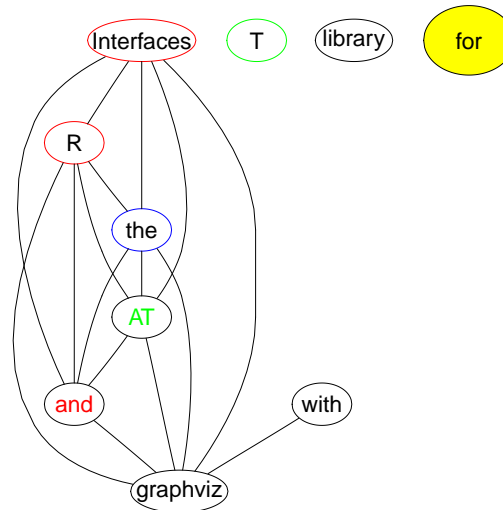 Interfaces T library for
R
the
AT
and with
graphviz